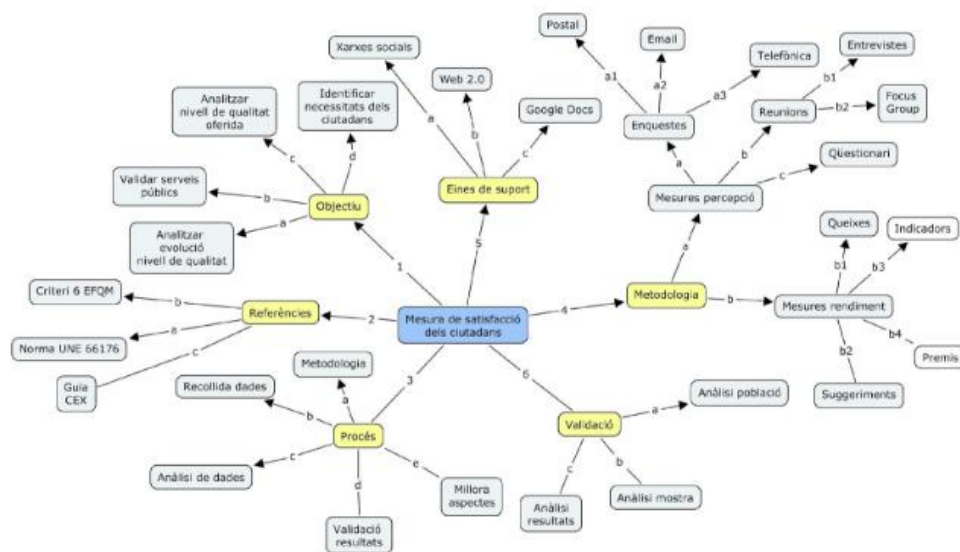 Postal
Email
Telefònica
Entrevistes
Xarxes socials
Web 2.0
Google Docs
a1
a2
a3
b1
b2
Focus
Group
Analitzar
nivell de qualitat
oferida
Identificar
necessitats dels
ciutadans
Enquestes
Reunions
a
b
c
Qüestionari
c
d
a
b
c
Validar serveis
públics
b
Objectiu
Eines de suport
Mesures percepció
a
Analitzar
evolució
nivell de qualitat
1
5
a
Queixes
Indicadors
b1
b3
Criteri 6 EFQM
b
Referències
2
Mesura de satisfacció
dels ciutadans
4
Metodologia
b
Mesures rendiment
a
Norma UNE 66176
c
b4
b2
Premis
Guia
CEX
Metodologia
3
6
Suggeriments
Recollida dades
a
b
Procés
Validació
a
Anàlisi població
c
Anàlisi de dades
d
e
c
b
Millora
aspectes
Anàlisi
resultats
Anàlisi mostra
Validació
resultats